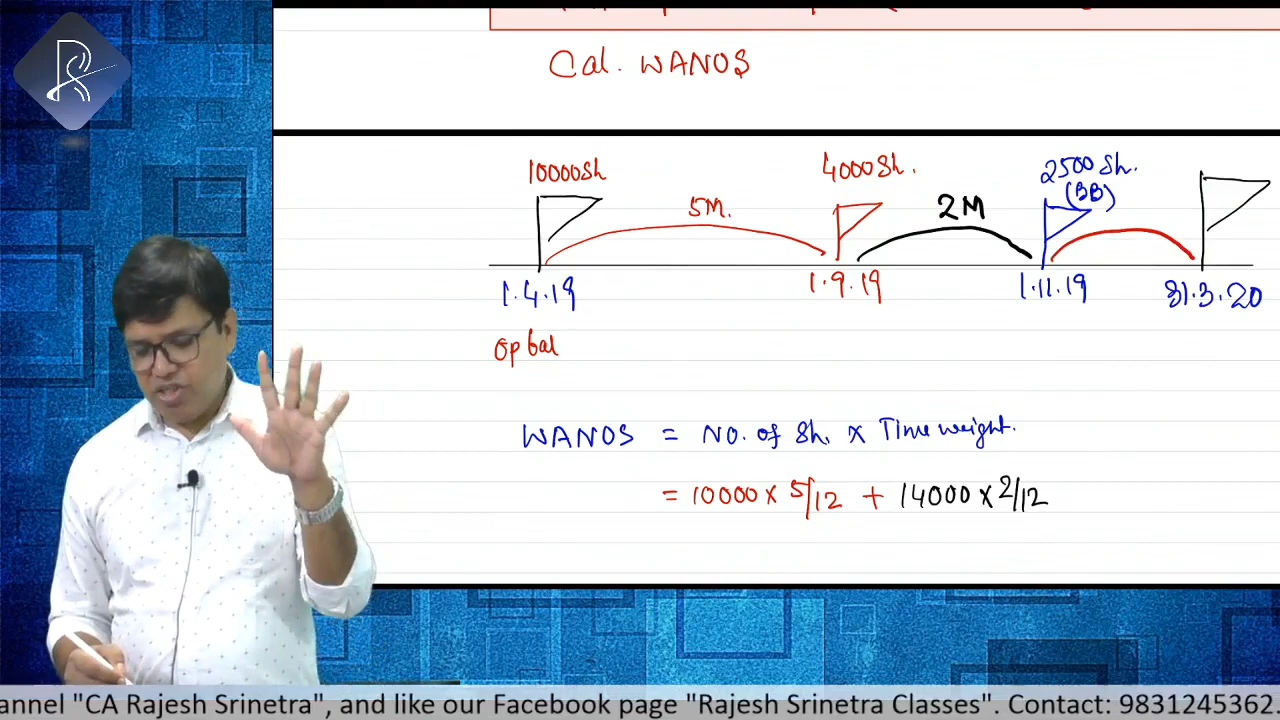 Cal. WANOS
10000Sh
4000Sh.
2500Sh.
(BB)
5M.
2M
1.4.19
1.9.19
1.11.19
31.3.20
Op bal
WANOS = NO. of Sh. x Time weight.
= 10000 x 5/12 + 14000 x 2/12
annel "CA Rajesh Srinetra", and like our Facebook page "Rajesh Srinetra Classes". Contact: 9831245362.